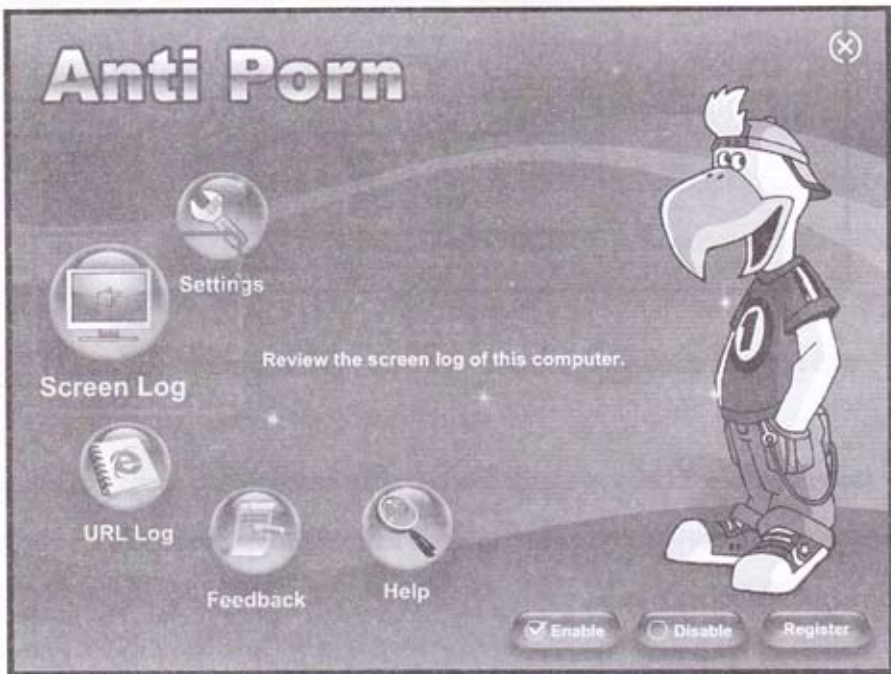 Anti Porn
Settings
Screen Log
Review the screen log of this computer.
URL Log
Feedback
Help
Enable
Disable
Register
1